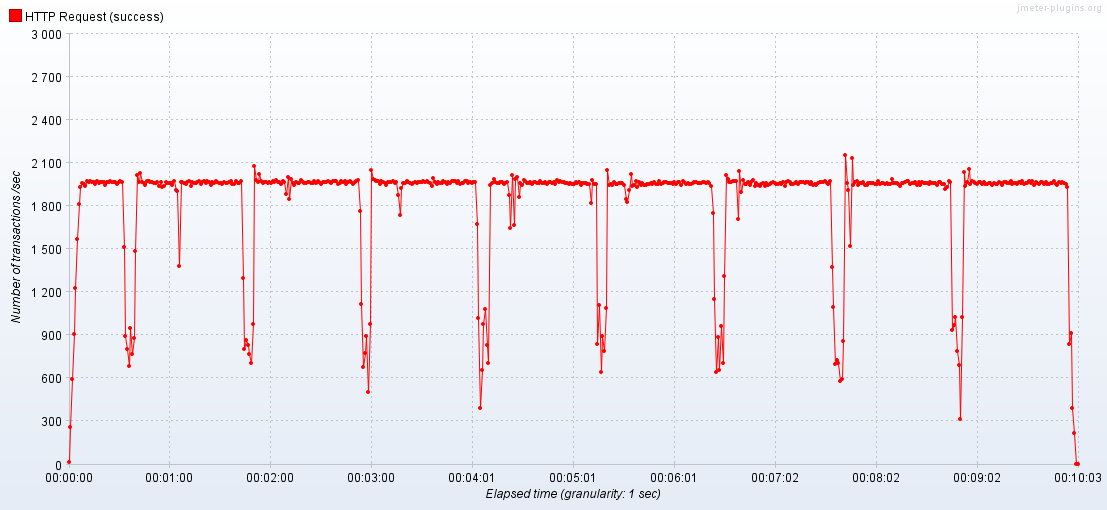 jmeter-plugins.org
HTTP Request (success)
3 000
2 700
2 400
2 100
1 800
1 500
1 200
900
600
300
0
Number of transactions /sec
00:00:00 00:01:00 00:02:00 00:03:00 00:04:01 00:05:01 00:06:01 00:07:02 00:08:02 00:09:02 00:10:03
Elapsed time (granularity: 1 sec)